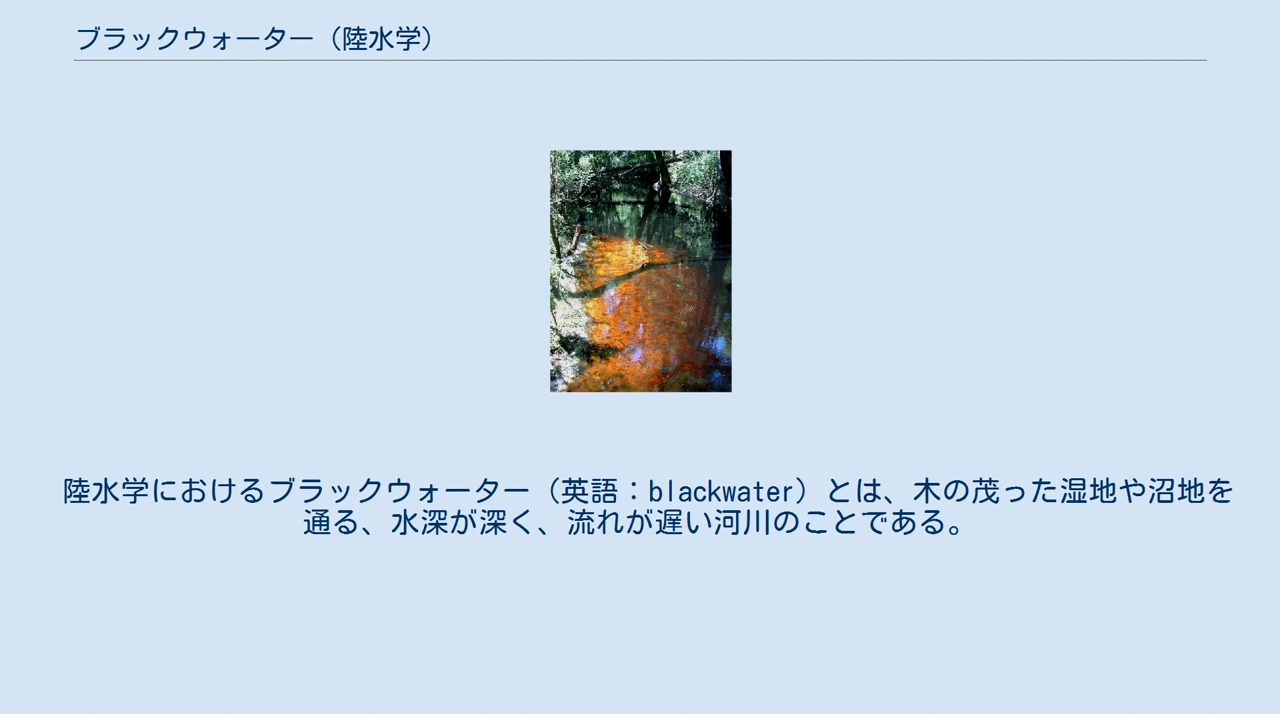 ブラックウォーター（陸水学）
陸水学におけるブラックウォーター（英語：blackwater）とは、木の茂った湿地や沼地を
通る、水深が深く、流れが遅い河川のことである。